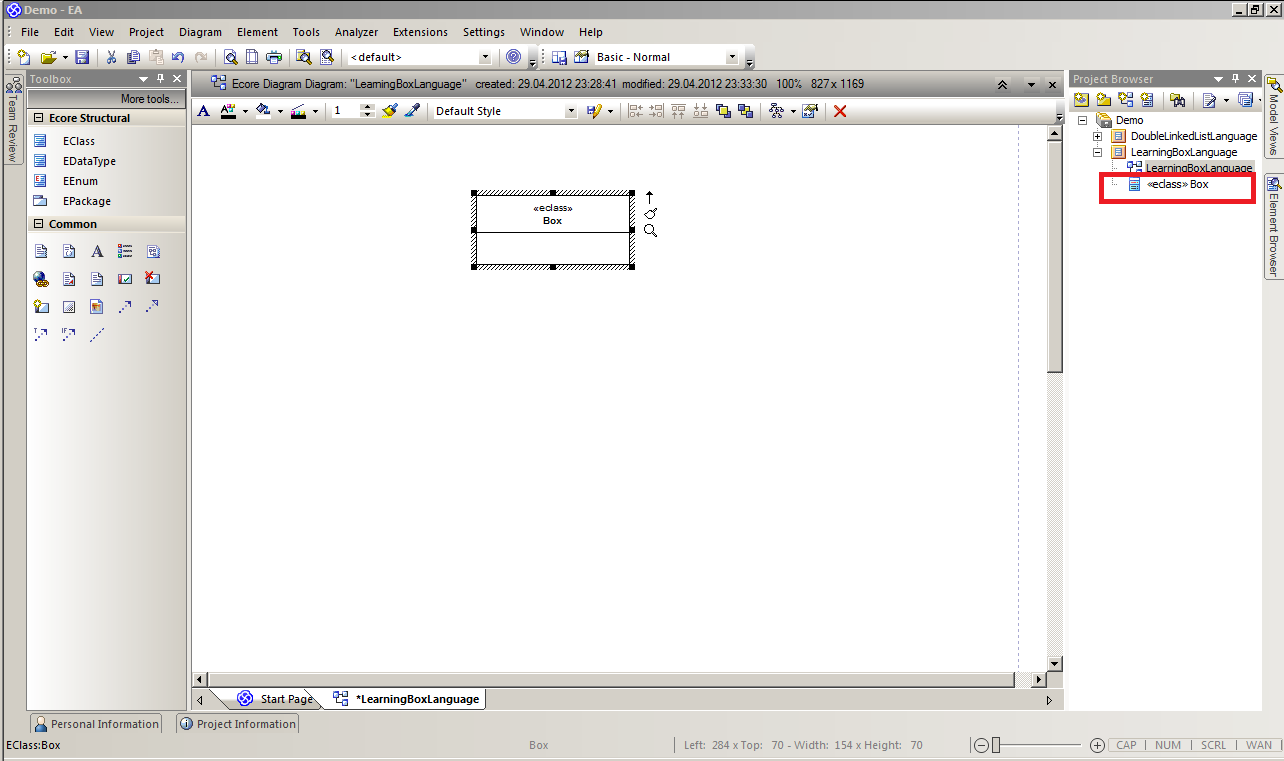 Demo - EA
File Edit View Project Diagram Element Tools Analyzer Extensions Settings Window Help
<default> Basic - Normal
Team Review
Toolbox
More tools...
Ecore Structural
EClass
EDataType
EEnum
EPackage
Common
Ecore Diagram Diagram: "LearningBoxLanguage" created: 29.04.2012 23:28:41 modified: 29.04.2012 23:33:30 100% 827 x 1169
A 1 Default Style
«eclass»
Box
Project Browser
Demo
DoubleLinkedListLanguage
LearningBoxLanguage
LearningBoxLanguage
«eclass» Box
Model Views
Element Browser
Start Page *LearningBoxLanguage
Personal Information Project Information
EClass:Box Box Left: 284 x Top: 70 - Width: 154 x Height: 70 CAP NUM SCRL WAN